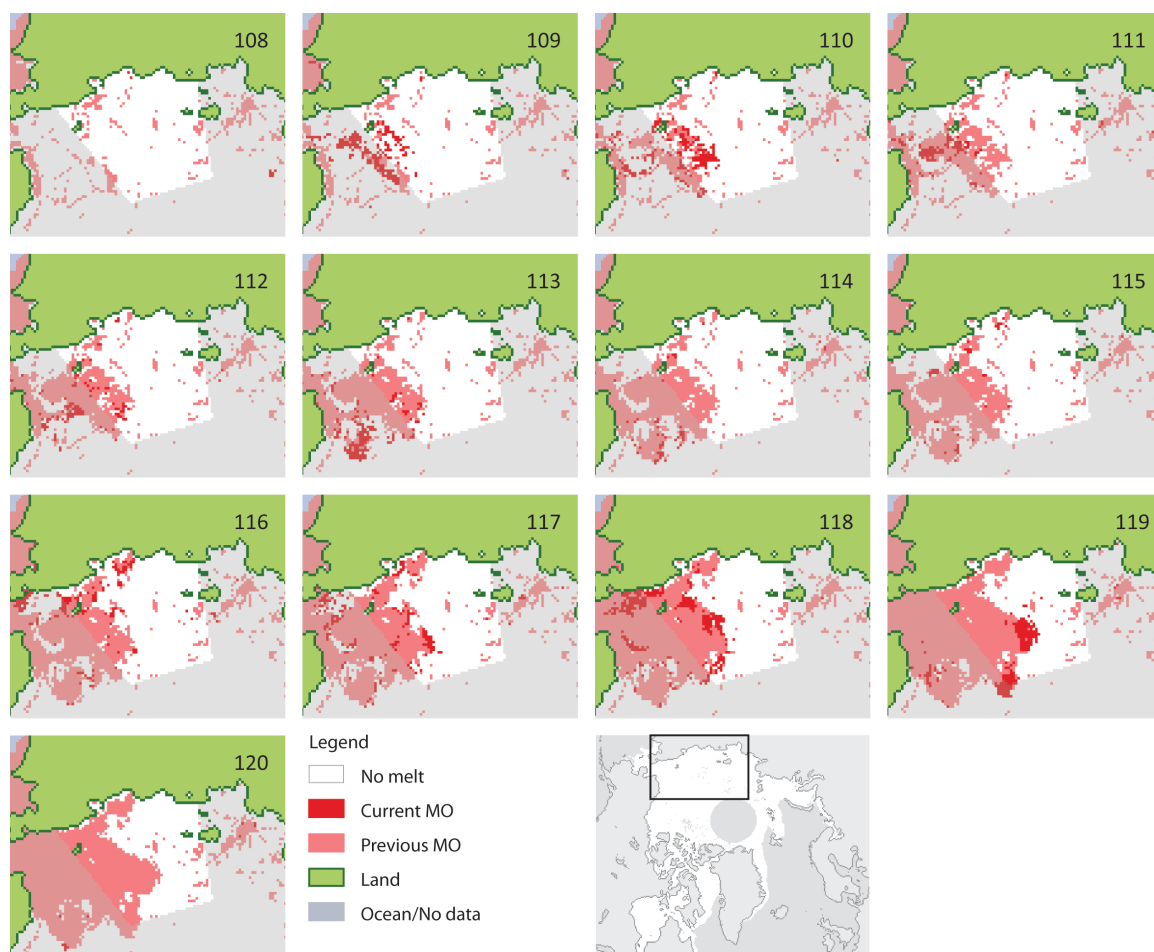 108
109
110
111
112
113
114
115
116
117
118
119
120
Legend
No melt
Current MO
Previous MO
Land
Ocean/No data